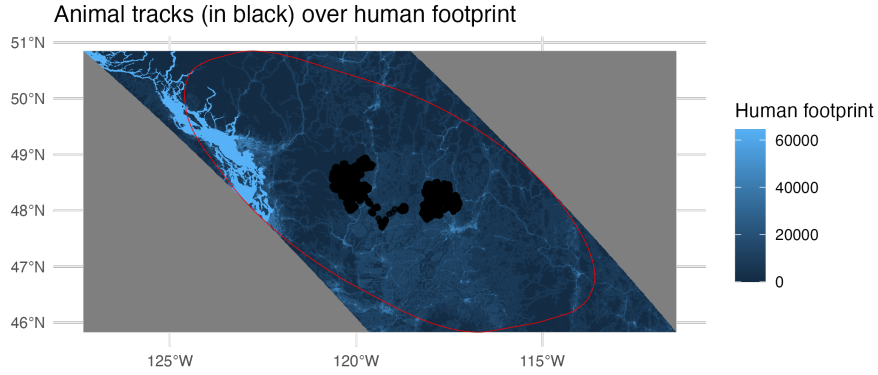 Animal tracks (in black) over human footprint
51°N
50°N
49°N
48°N
47°N
46°N
125°W
120°W
115°W
Human footprint
60000
40000
20000
0